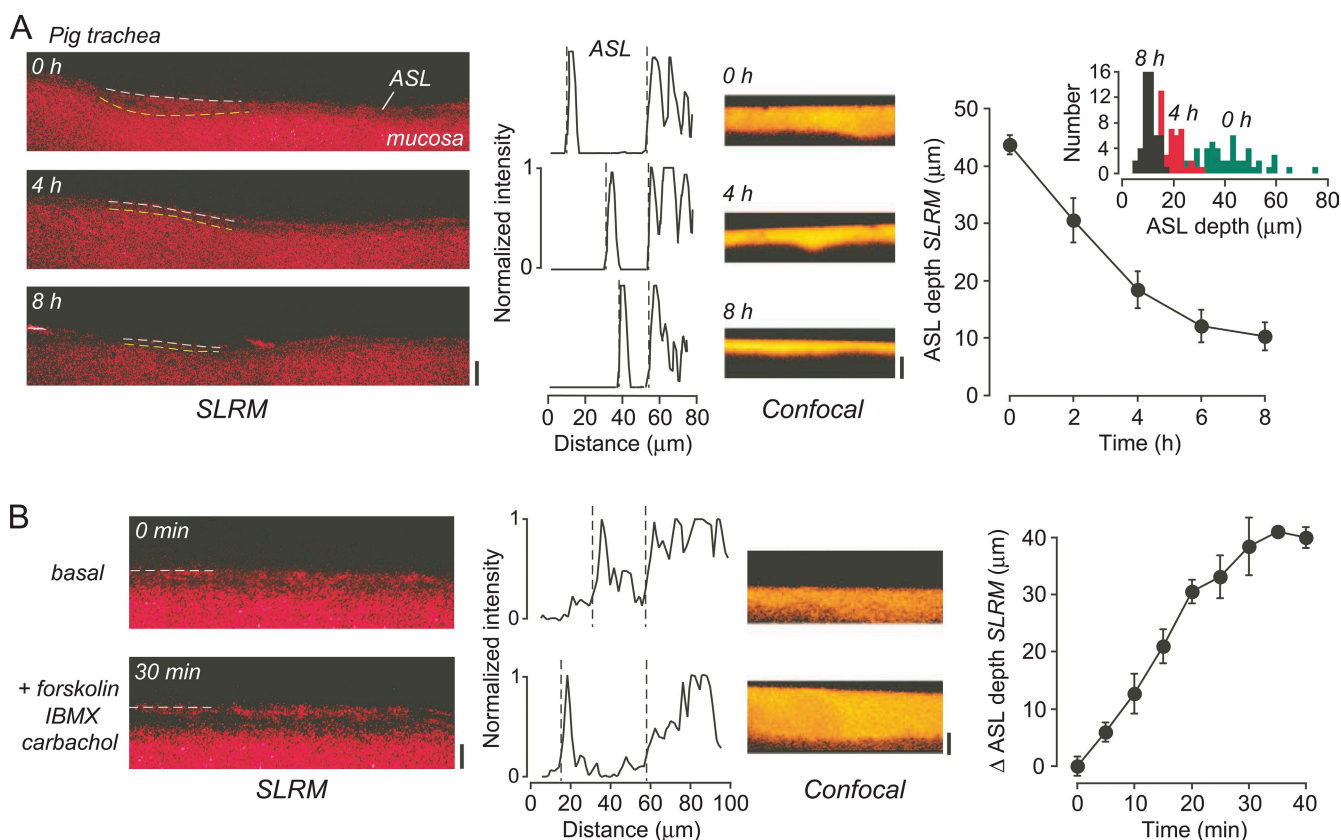 A
Pig trachea
0 h
ASL
mucosa
4 h
8 h
SLRM
ASL
Normalized intensity
1
0
0 20 40 60 80
Distance (μm)
0 h
4 h
8 h
Confocal
ASL depth SLRM (μm)
50
40
30
20
10
0
0 2 4 6 8
Time (h)
8 h
4 h
0 h
Number
16
12
8
4
0
0 20 40 60 80
ASL depth (μm)
B
basal
0 min
+ forskolin
IBMX
carbachol
30 min
SLRM
Normalized intensity
1
0
1
0
0 20 40 60 80 100
Distance (μm)
Confocal
Δ ASL depth SLRM (μm)
40
30
20
10
0
0 10 20 30 40
Time (min)